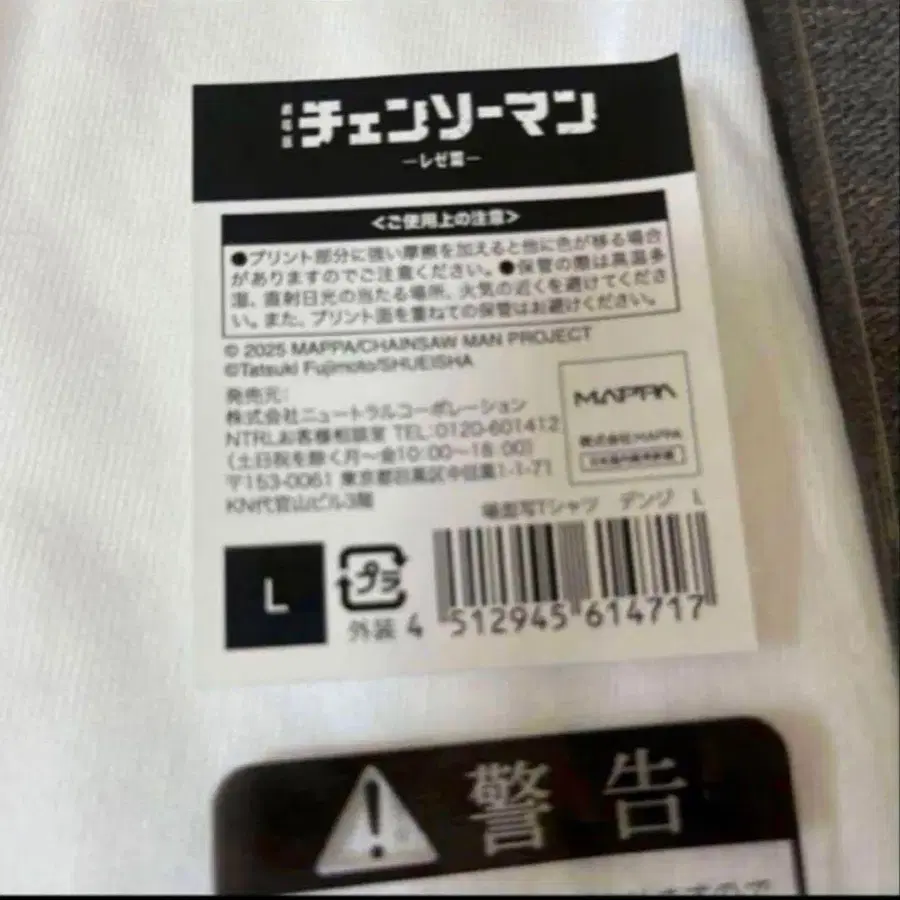 劇場版
チェンソーマン
―レゼ篇―
<ご使用上の注意>
●プリント部分に強い摩擦を加えると他に色が移る場合
がありますのでご注意ください。●保管の際は高温多
湿、直射日光の当たる場所、火気の近くを避けてくださ
い。また、プリント面を重ねての保管はお避けください。
© 2025 MAPPA/CHAINSAW MAN PROJECT
©Tatsuki Fujimoto/SHUEISHA
発売元:
株式会社ニュートラルコーポレーション
NTRLお客様相談室 TEL:0120-601412
(土日祝を除く月〜金10:00〜18:00)
〒153-0061 東京都目黒区中目黒1-1-71
KN代官山ビル3階
MAPPA
株式会社MAPPA
場面写Tシャツ デンジ L
L
プラ
外装
4 512945 614717
警告